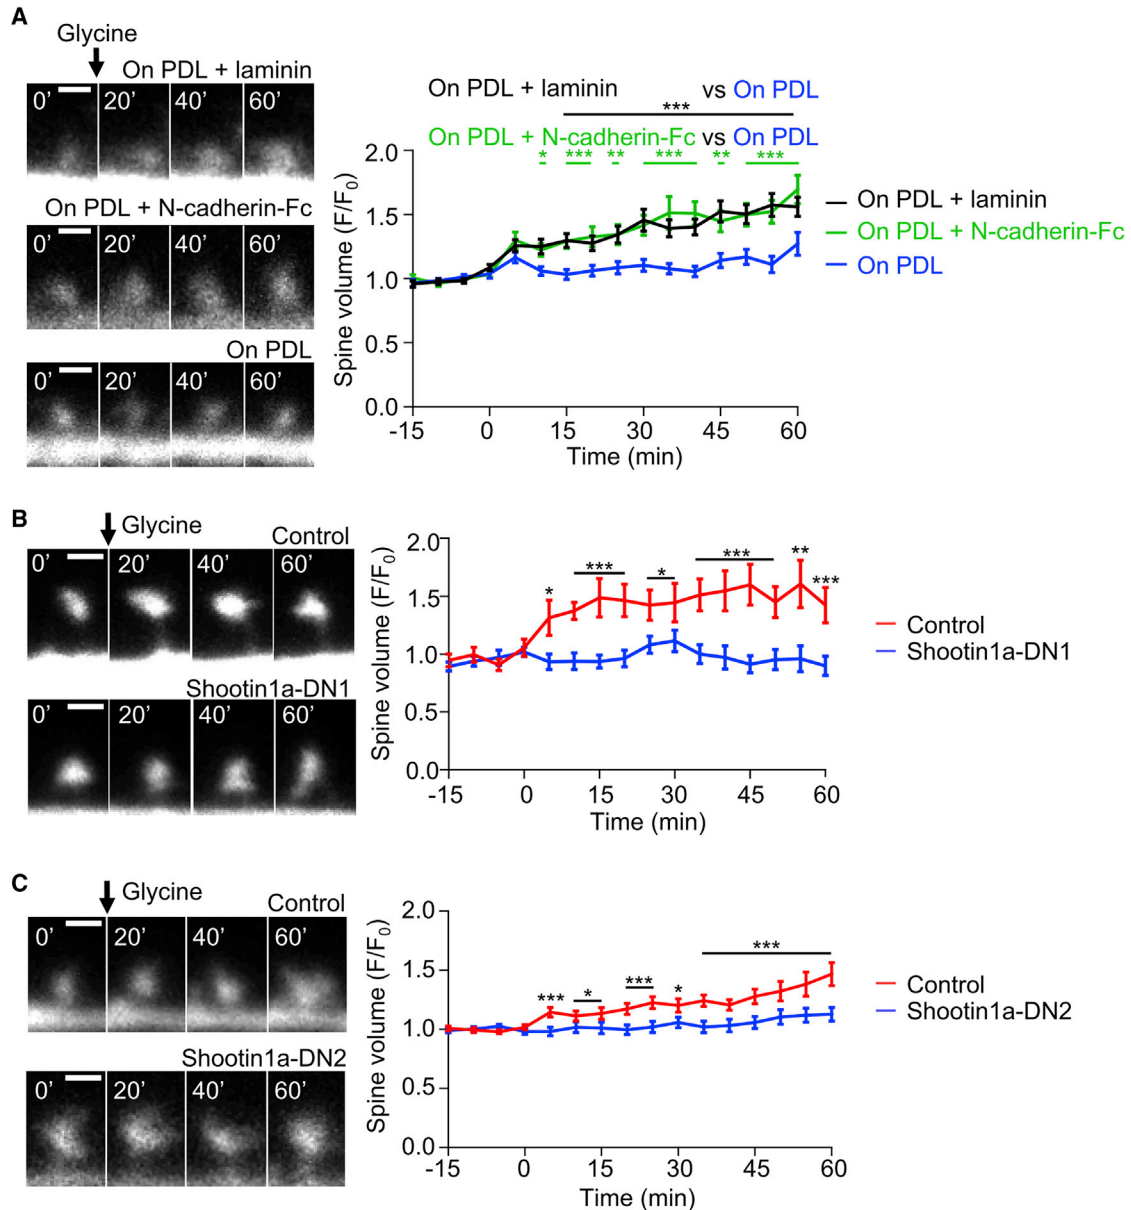 A
Glycine
On PDL + laminin
0' 20' 40' 60'
On PDL + N-cadherin-Fc
0' 20' 40' 60'
On PDL
0' 20' 40' 60'
On PDL + laminin vs On PDL
***
On PDL + N-cadherin-Fc vs On PDL
* *** ** *** ** ***
Spine volume (F/F0)
2.0
1.5
1.0
0.5
0.0
-15 0 15 30 45 60
Time (min)
On PDL + laminin
On PDL + N-cadherin-Fc
On PDL
B
Glycine
Control
0' 20' 40' 60'
Shootin1a-DN1
0' 20' 40' 60'
Spine volume (F/F0)
2.0
1.5
1.0
0.5
0.0
* *** * *** ** ***
-15 0 15 30 45 60
Time (min)
Control
Shootin1a-DN1
C
Glycine
Control
0' 20' 40' 60'
Shootin1a-DN2
0' 20' 40' 60'
Spine volume (F/F0)
2.0
1.5
1.0
0.5
0.0
*** * *** * ***
-15 0 15 30 45 60
Time (min)
Control
Shootin1a-DN2